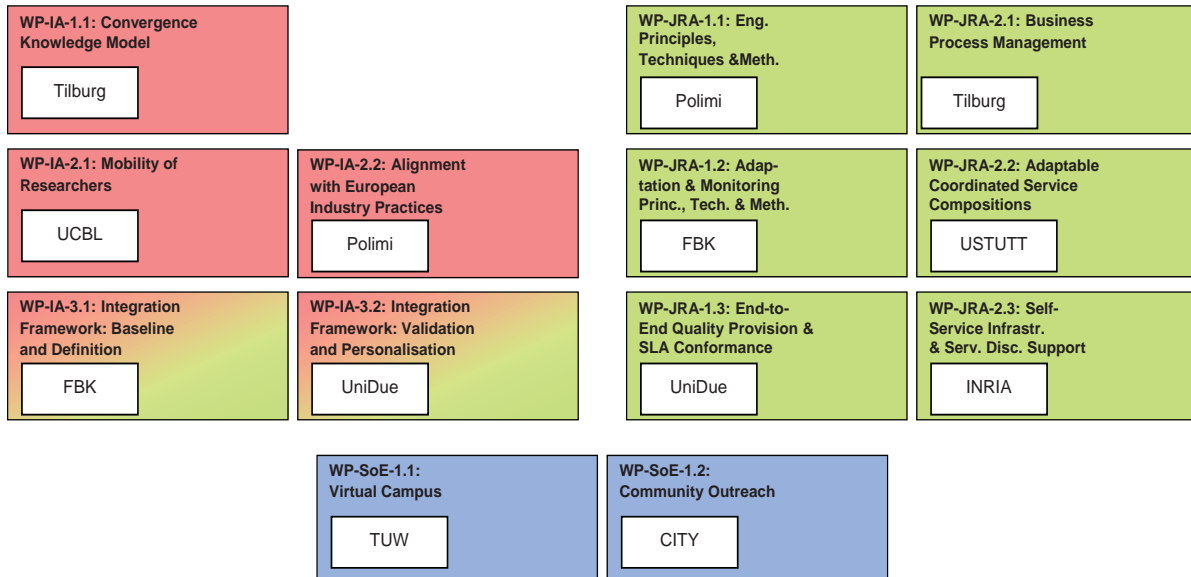 WP-IA-1.1: Convergence
Knowledge Model
Tilburg
WP-JRA-1.1: Eng.
Principles,
Techniques &Meth.
Polimi
WP-JRA-2.1: Business
Process Management
Tilburg
WP-IA-2.1: Mobility of
Researchers
UCBL
WP-IA-2.2: Alignment
with European
Industry Practices
Polimi
WP-JRA-1.2: Adap-
tation & Monitoring
Princ., Tech. & Meth.
FBK
WP-JRA-2.2: Adaptable
Coordinated Service
Compositions
USTUTT
WP-IA-3.1: Integration
Framework: Baseline
and Definition
FBK
WP-IA-3.2: Integration
Framework: Validation
and Personalisation
UniDue
WP-JRA-1.3: End-to-
End Quality Provision &
SLA Conformance
UniDue
WP-JRA-2.3: Self-
Service Infrastr.
& Serv. Disc. Support
INRIA
WP-SoE-1.1:
Virtual Campus
TUW
WP-SoE-1.2:
Community Outreach
CITY